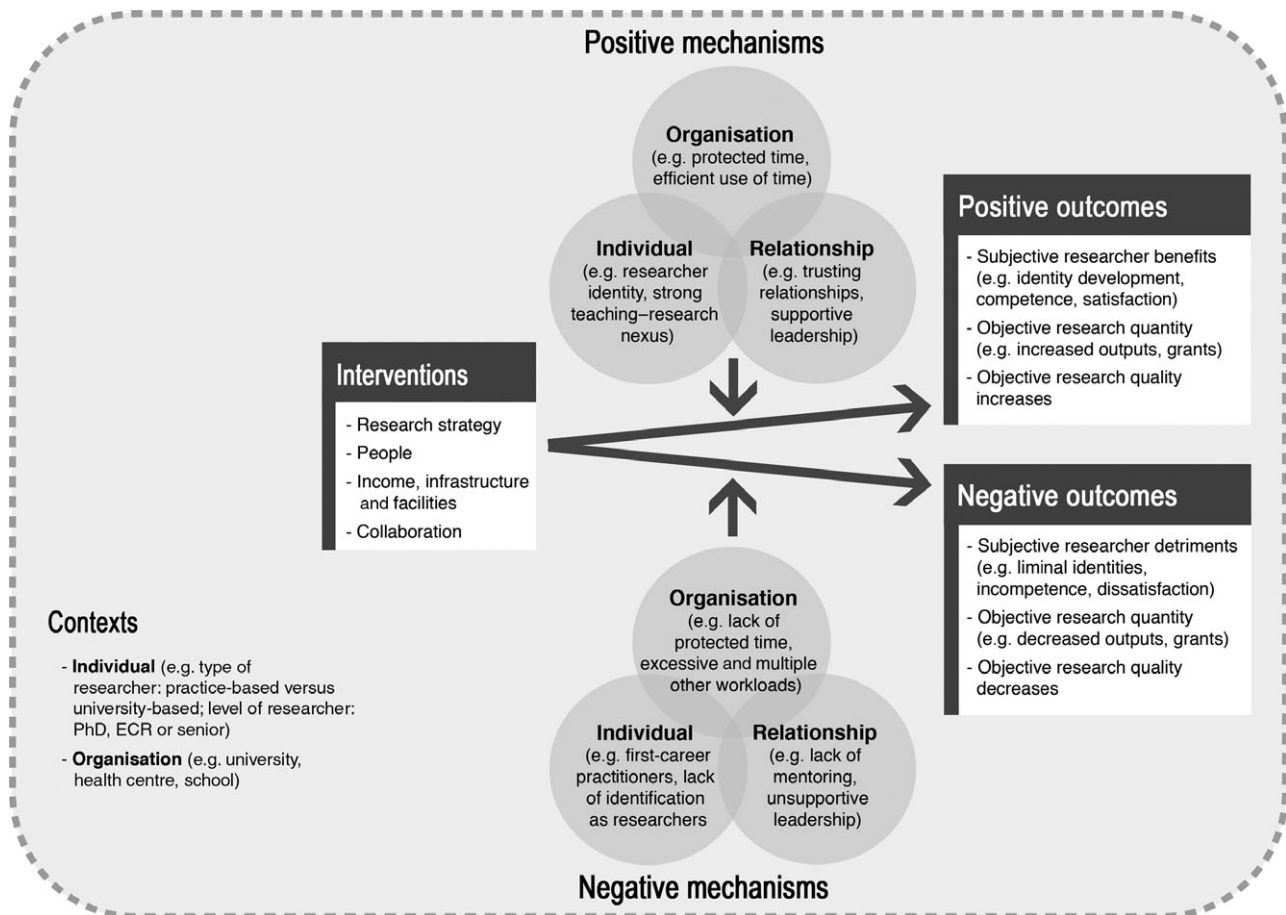 Positive mechanisms
Organisation
(e.g. protected time,
efficient use of time)
Individual
(e.g. researcher
identity, strong
teaching–research
nexus)
Relationship
(e.g. trusting
relationships,
supportive
leadership)
Interventions
- Research strategy
- People
- Income, infrastructure
and facilities
- Collaboration
Positive outcomes
- Subjective researcher benefits
(e.g. identity development,
competence, satisfaction)
- Objective research quantity
(e.g. increased outputs, grants)
- Objective research quality
increases
Negative outcomes
- Subjective researcher detriments
(e.g. liminal identities,
incompetence, dissatisfaction)
- Objective research quantity
(e.g. decreased outputs, grants)
- Objective research quality
decreases
Contexts
- Individual (e.g. type of
researcher: practice-based versus
university-based; level of researcher:
PhD, ECR or senior)
- Organisation (e.g. university,
health centre, school)
Organisation
(e.g. lack of
protected time,
excessive and multiple
other workloads)
Individual
(e.g. first-career
practitioners, lack
of identification
as researchers
Relationship
(e.g. lack of
mentoring,
unsupportive
leadership)
Negative mechanisms